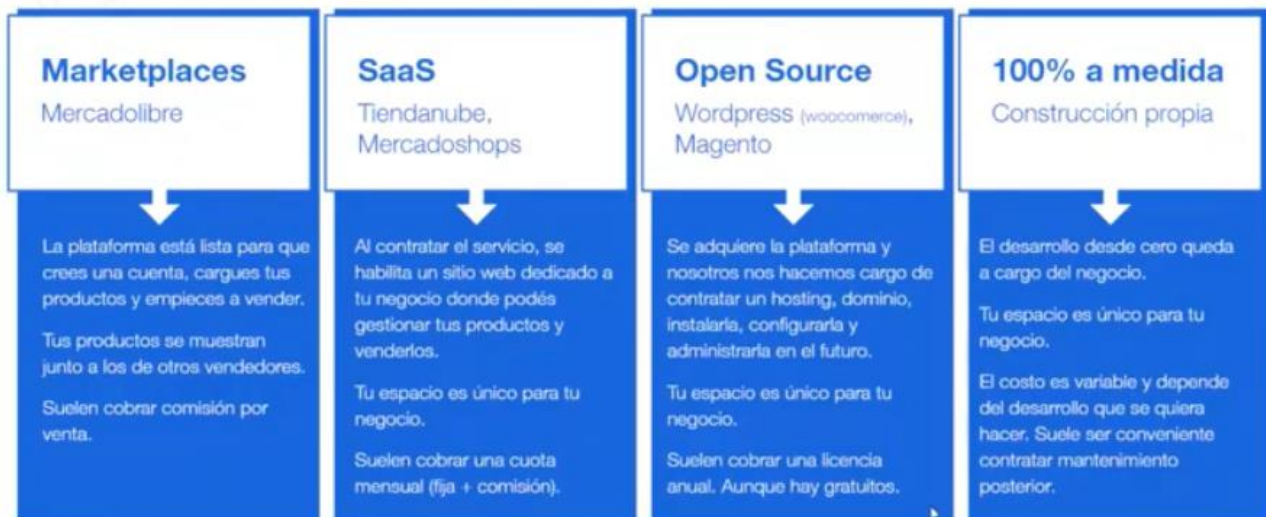 Marketplaces
Mercadolibre
La plataforma está lista para que
crees una cuenta, cargues tus
productos y empieces a vender.
Tus productos se muestran
junto a los de otros vendedores.
Suelen cobrar comisión por
venta.
SaaS
Tiendanube,
Mercadoshops
Al contratar el servicio, se
habilita un sitio web dedicado a
tu negocio donde podés
gestionar tus productos y
venderlos.
Tu espacio es único para tu
negocio.
Suelen cobrar una cuota
mensual (fija + comisión).
Open Source
Wordpress (woocomerce),
Magento
Se adquiere la plataforma y
nosotros nos hacemos cargo de
contratar un hosting, dominio,
instalarla, configurarla y
administrarla en el futuro.
Tu espacio es único para tu
negocio.
Suelen cobrar una licencia
anual. Aunque hay gratuitos.
100% a medida
Construcción propia
El desarrollo desde cero queda
a cargo del negocio.
Tu espacio es único para tu
negocio.
El costo es variable y depende
del desarrollo que se quiera
hacer. Suele ser conveniente
contratar mantenimiento
posterior.